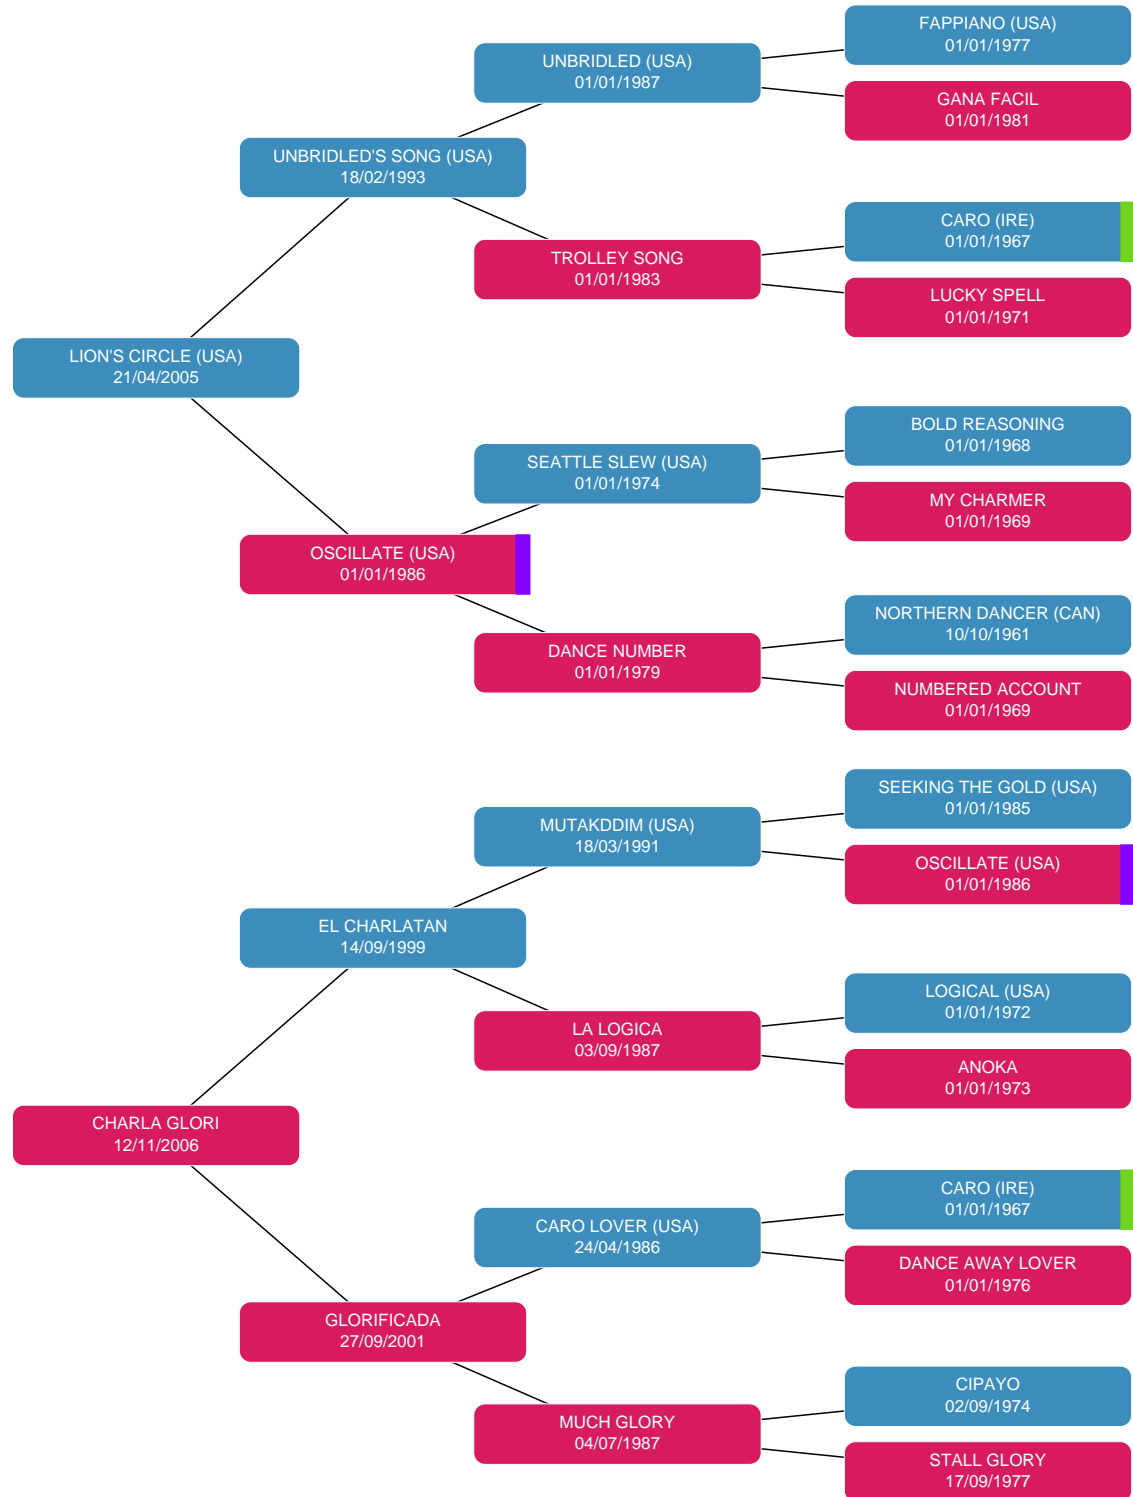 FAPPIANO (USA)
01/01/1977
UNBRIDLED (USA)
01/01/1987
GANA FACIL
01/01/1981
UNBRIDLED'S SONG (USA)
18/02/1993
CARO (IRE)
01/01/1967
TROLLEY SONG
01/01/1983
LUCKY SPELL
01/01/1971
LION'S CIRCLE (USA)
21/04/2005
BOLD REASONING
01/01/1968
SEATTLE SLEW (USA)
01/01/1974
MY CHARMER
01/01/1969
OSCILLATE (USA)
01/01/1986
NORTHERN DANCER (CAN)
10/10/1961
DANCE NUMBER
01/01/1979
NUMBERED ACCOUNT
01/01/1969
SEEKING THE GOLD (USA)
01/01/1985
MUTAKDDIM (USA)
18/03/1991
OSCILLATE (USA)
01/01/1986
EL CHARLATAN
14/09/1999
LOGICAL (USA)
01/01/1972
LA LOGICA
03/09/1987
ANOKA
01/01/1973
CHARLA GLORI
12/11/2006
CARO (IRE)
01/01/1967
CARO LOVER (USA)
24/04/1986
DANCE AWAY LOVER
01/01/1976
GLORIFICADA
27/09/2001
CIPAYO
02/09/1974
MUCH GLORY
04/07/1987
STALL GLORY
17/09/1977